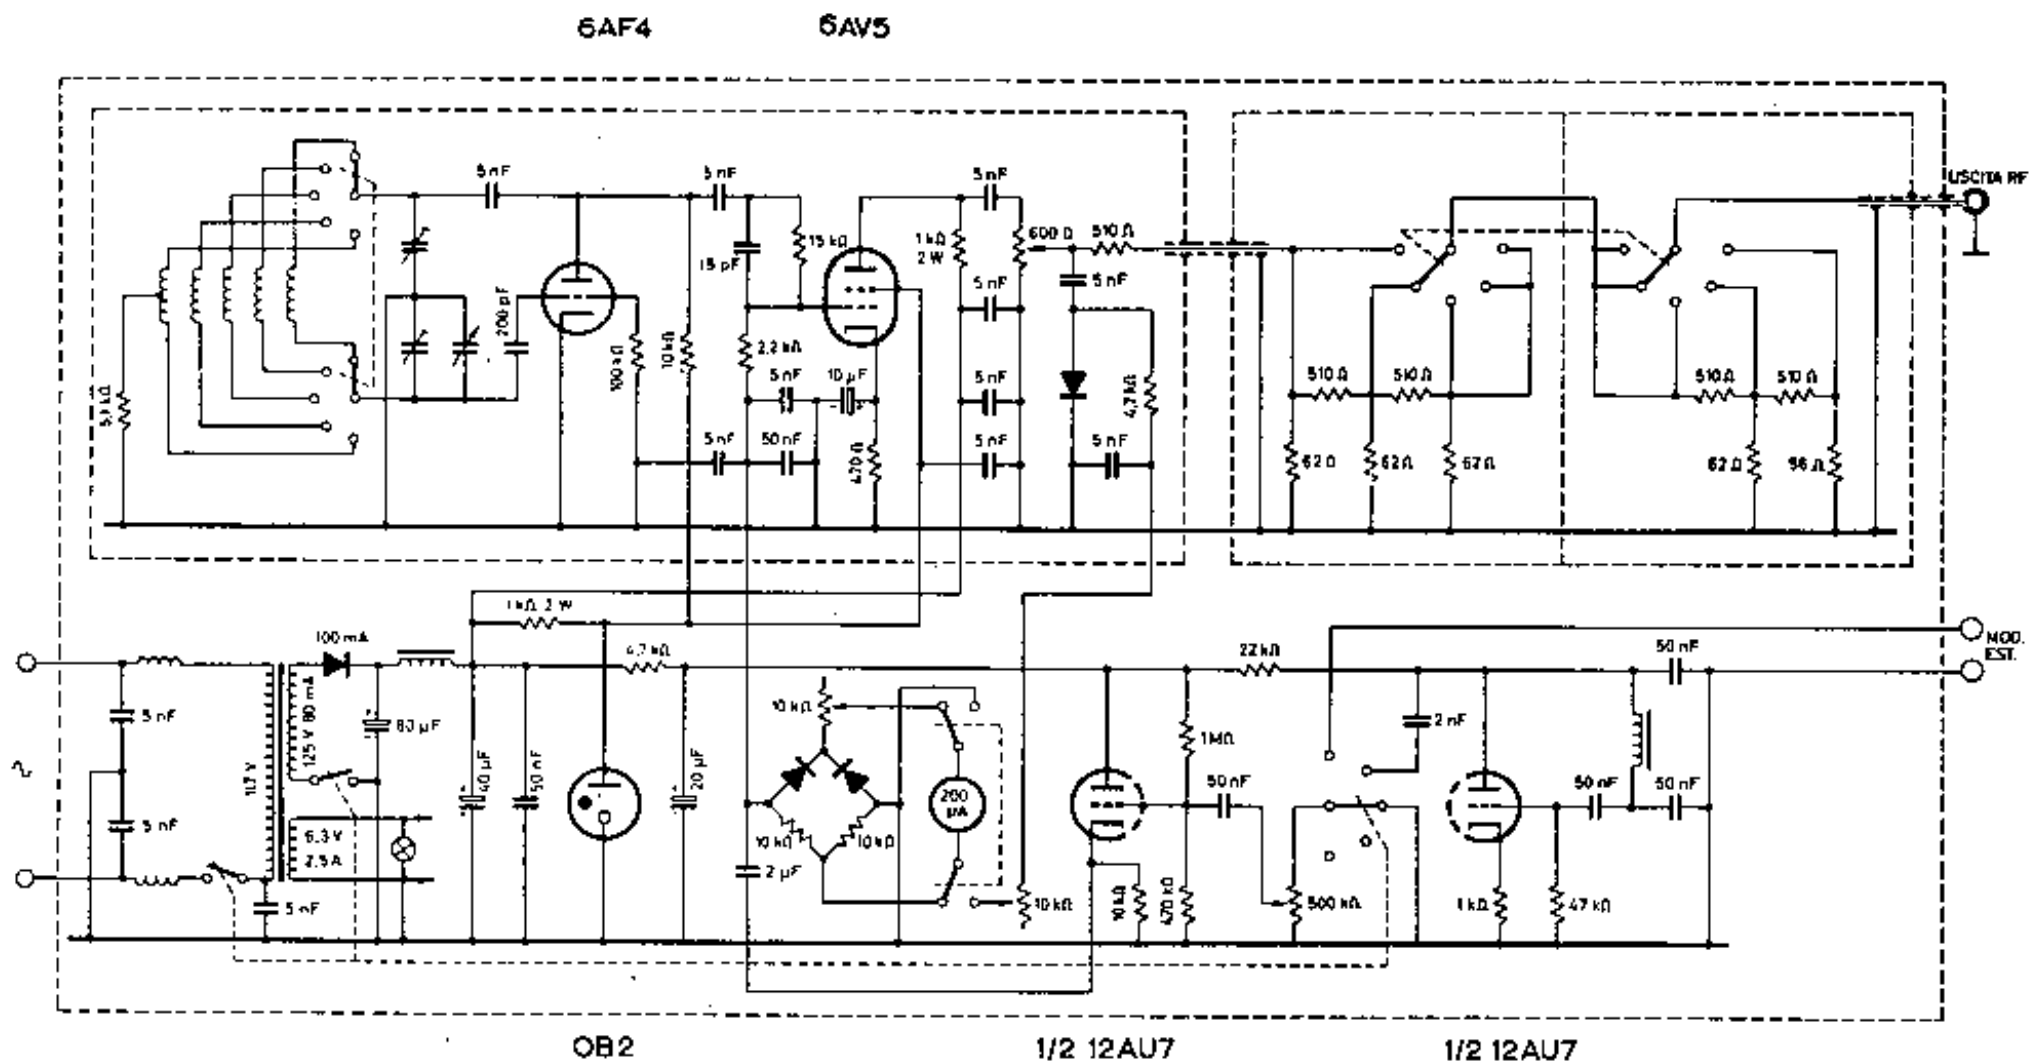 6AF4
6AV5
5 nF
5 nF
5 nF
USCITA RF
15 kΩ
1 kΩ
2 W
600 Ω
510 Ω
15 pF
5 nF
5 nF
200 pF
100 kΩ
10 kΩ
2,2 kΩ
5 nF
10 µF
5 nF
4,7 kΩ
510 Ω
510 Ω
510 Ω
510 Ω
5,1 kΩ
5 nF
50 nF
470 Ω
5 nF
5 nF
62 Ω
62 Ω
62 Ω
62 Ω
56 Ω
1 kΩ 2 W
100 mA
4,7 kΩ
22 kΩ
50 nF
MOD.
EST.
5 nF
117 V
125 V 80 mA
80 µF
40 µF
50 nF
20 µF
10 kΩ
200
µA
1 MΩ
50 nF
2 nF
50 nF
50 nF
5 nF
6,3 V
2,5 A
10 kΩ
10 kΩ
2 µF
5 nF
10 kΩ
10 kΩ
470 kΩ
500 kΩ
1 kΩ
47 kΩ
OB2
1/2 12AU7
1/2 12AU7